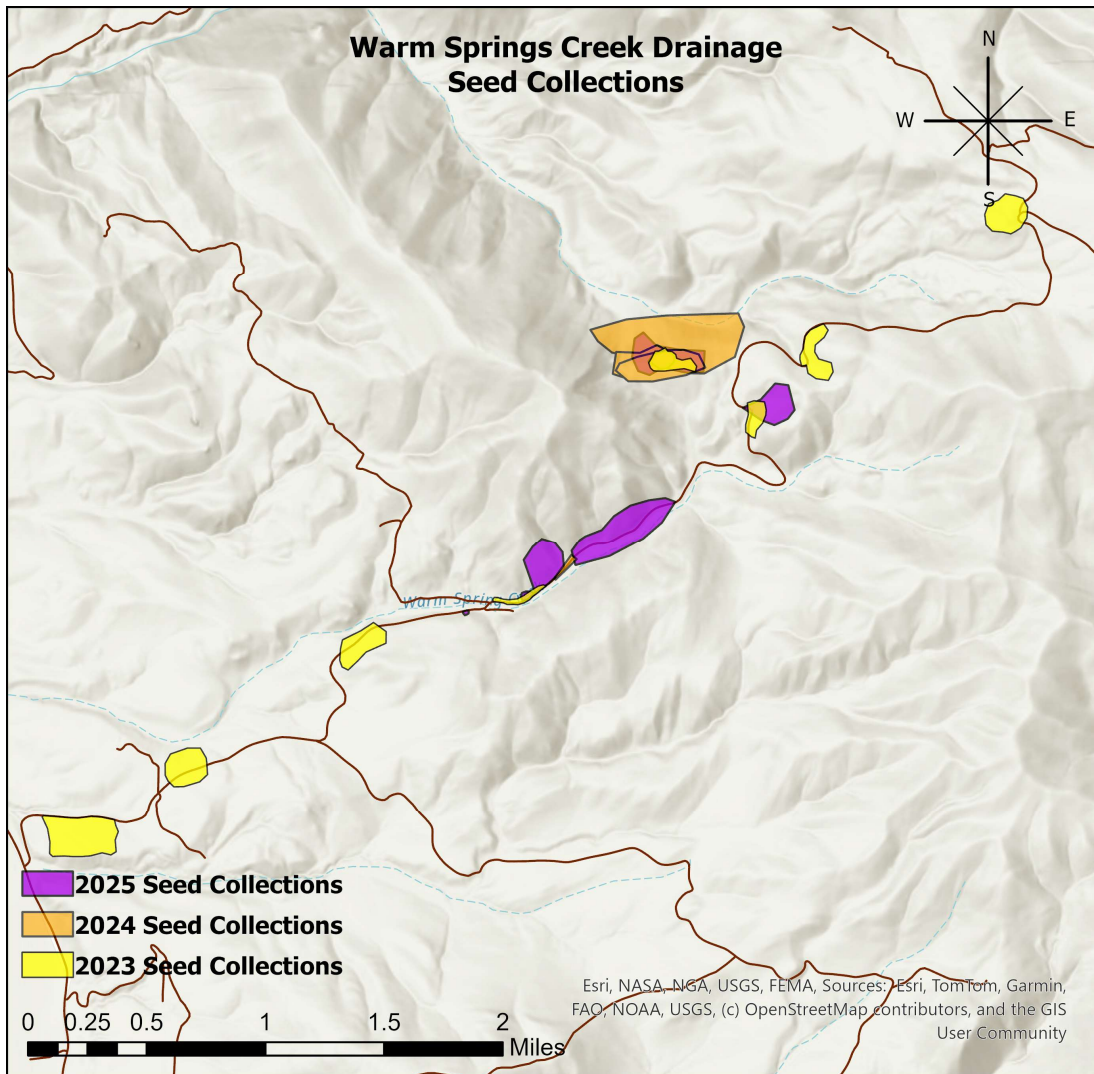 Warm Springs Creek Drainage
Seed Collections
N
W
E
S
Warm Spring
2025 Seed Collections
2024 Seed Collections
2023 Seed Collections
Esri, NASA, NGA, USGS, FEMA, Sources: Esri, TomTom, Garmin,
FAO, NOAA, USGS, (c) OpenStreetMap contributors, and the GIS
User Community
0 0.25 0.5 1 1.5 2
Miles